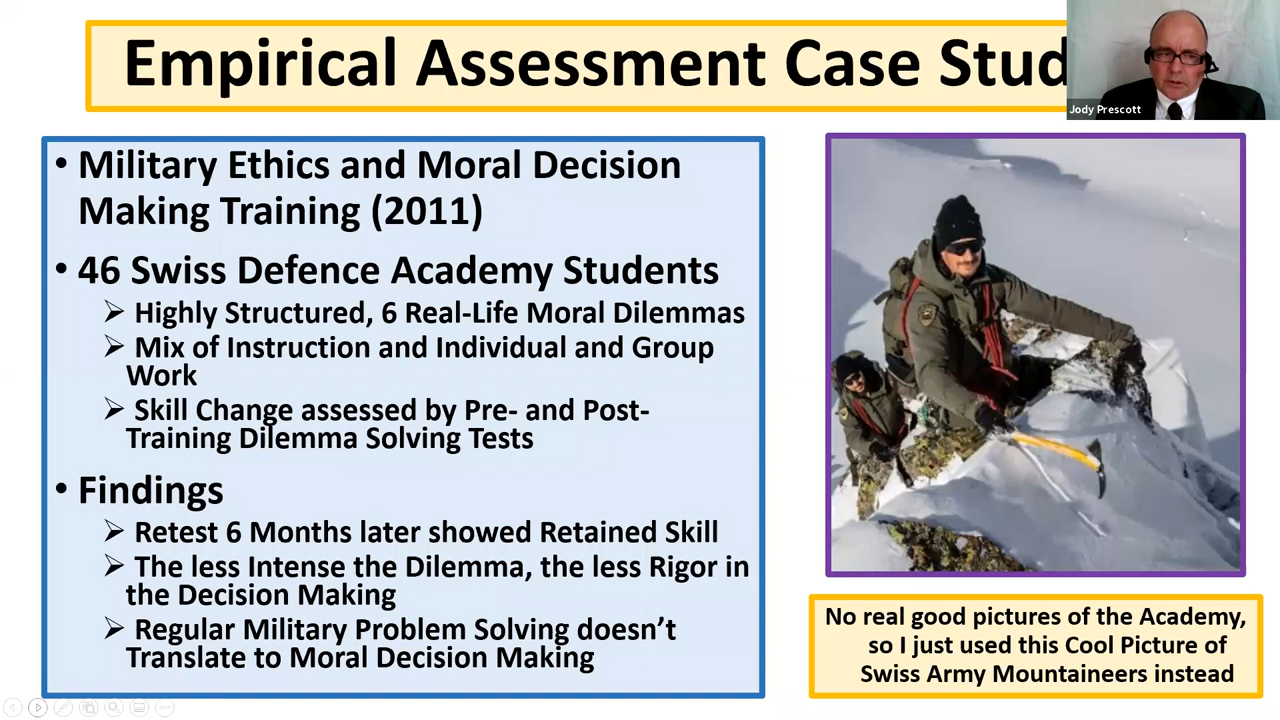 Empirical Assessment Case Stud
Jody Prescott
• Military Ethics and Moral Decision
Making Training (2011)
• 46 Swiss Defence Academy Students
➢ Highly Structured, 6 Real-Life Moral Dilemmas
➢ Mix of Instruction and Individual and Group
Work
➢ Skill Change assessed by Pre- and Post-
Training Dilemma Solving Tests
• Findings
➢ Retest 6 Months later showed Retained Skill
➢ The less Intense the Dilemma, the less Rigor in
the Decision Making
➢ Regular Military Problem Solving doesn’t
Translate to Moral Decision Making
No real good pictures of the Academy,
so I just used this Cool Picture of
Swiss Army Mountaineers instead